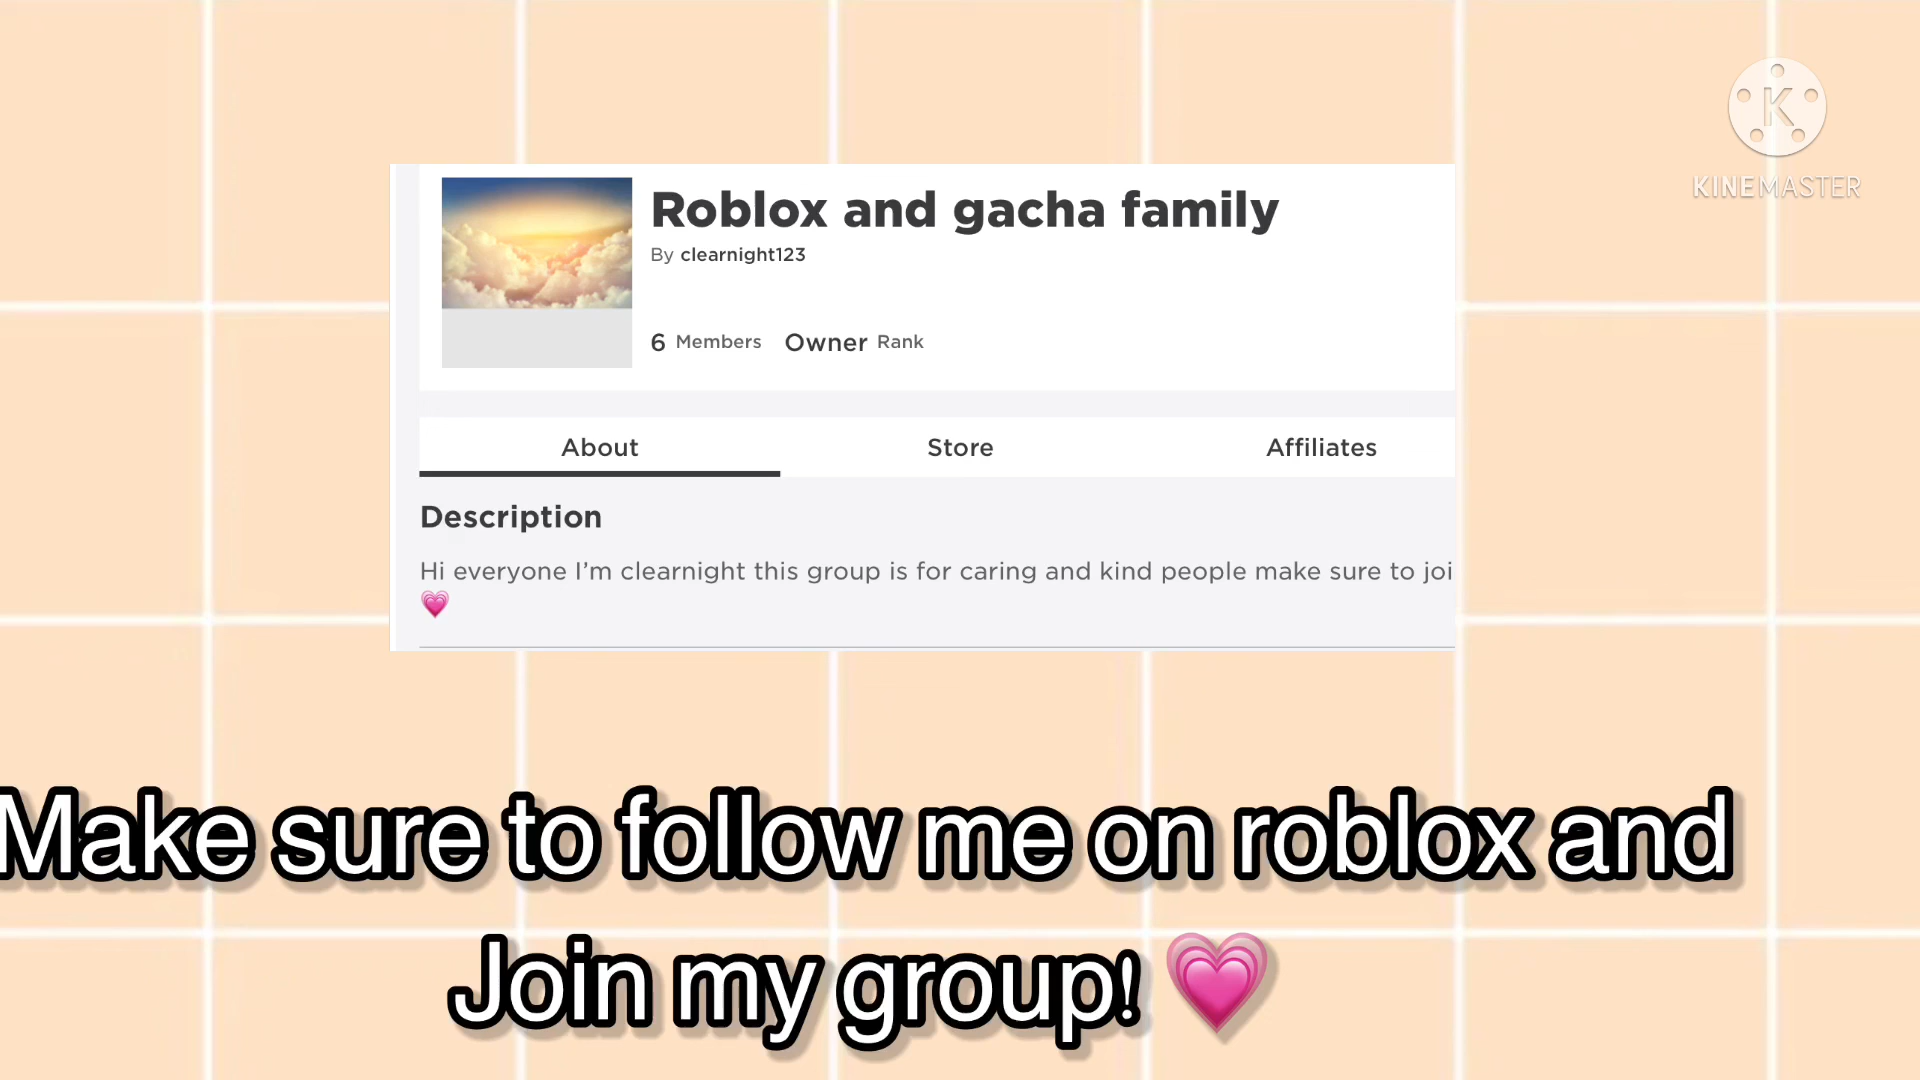 K
KINEMASTER
Roblox and gacha family
By clearnight123
6 Members Owner Rank
About Store Affiliates
Description
Hi everyone I’m clearnight this group is for caring and kind people make sure to joi
💗
Make sure to follow me on roblox and
Join my group! 💗